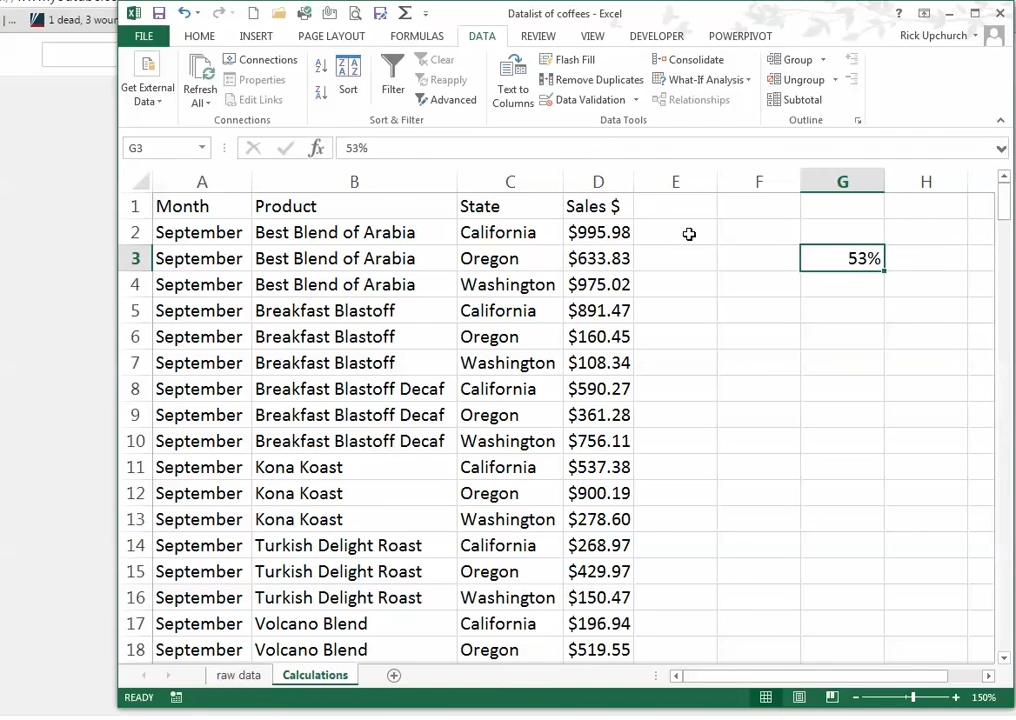 1 dead, 3 wour
Datalist of coffees - Excel
FILE HOME INSERT PAGE LAYOUT FORMULAS DATA REVIEW VIEW DEVELOPER POWERPIVOT Rick Upchurch
Get External Data
Refresh All
Connections
Properties
Edit Links
Connections
Sort
Filter
Clear
Reapply
Advanced
Sort & Filter
Text to Columns
Flash Fill
Remove Duplicates
Data Validation
Consolidate
What-If Analysis
Relationships
Data Tools
Group
Ungroup
Subtotal
Outline
G3 fx 53%
A B C D E F G H
1 Month Product State Sales $
2 September Best Blend of Arabia California $995.98
3 September Best Blend of Arabia Oregon $633.83 53%
4 September Best Blend of Arabia Washington $975.02
5 September Breakfast Blastoff California $891.47
6 September Breakfast Blastoff Oregon $160.45
7 September Breakfast Blastoff Washington $108.34
8 September Breakfast Blastoff Decaf California $590.27
9 September Breakfast Blastoff Decaf Oregon $361.28
10 September Breakfast Blastoff Decaf Washington $756.11
11 September Kona Koast California $537.38
12 September Kona Koast Oregon $900.19
13 September Kona Koast Washington $278.60
14 September Turkish Delight Roast California $268.97
15 September Turkish Delight Roast Oregon $429.97
16 September Turkish Delight Roast Washington $150.47
17 September Volcano Blend California $196.94
18 September Volcano Blend Oregon $519.55
raw data Calculations
READY 150%